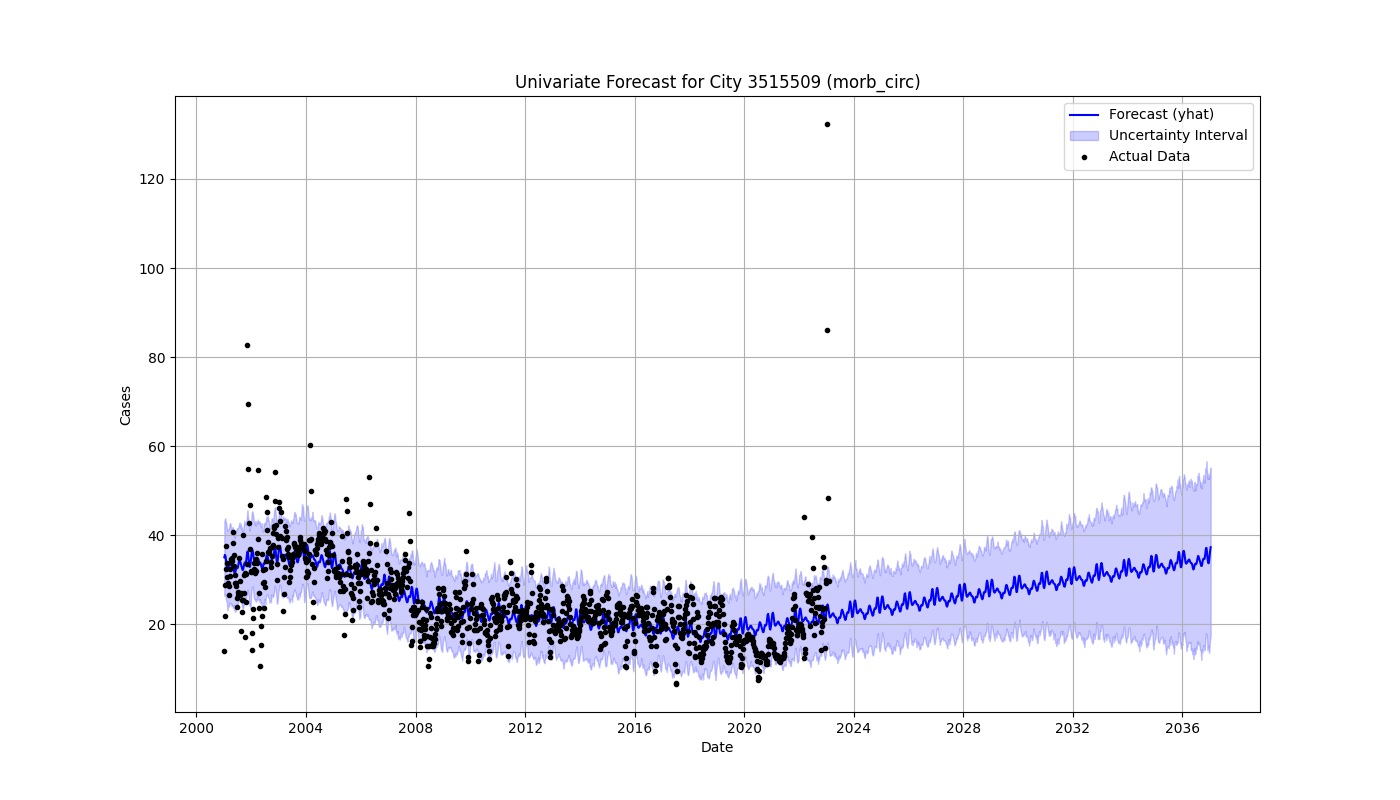 Univariate Forecast for City 3515509 (morb_circ)
Forecast (yhat)
Uncertainty Interval
Actual Data
Cases
120
100
80
60
40
20
2000 2004 2008 2012 2016 2020 2024 2028 2032 2036
Date